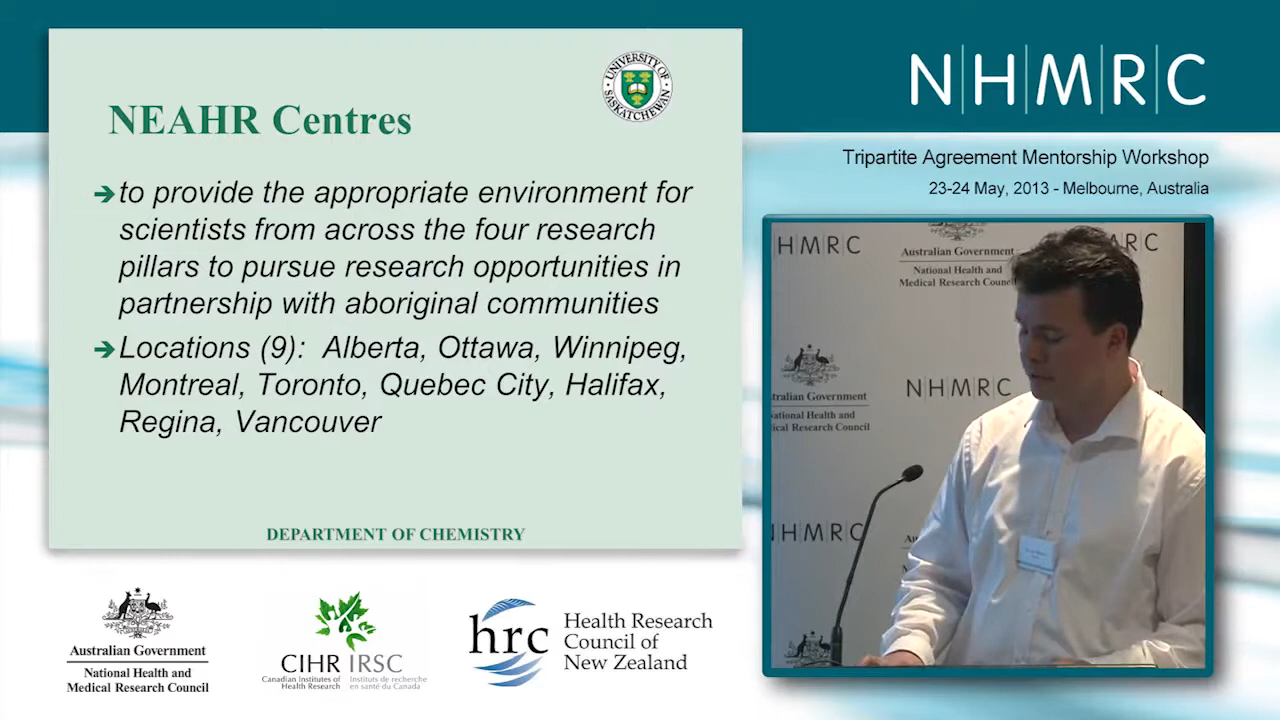 UNIVERSITY OF SASKATCHEWAN
NEAHR Centres
to provide the appropriate environment for
scientists from across the four research
pillars to pursue research opportunities in
partnership with aboriginal communities
Locations (9): Alberta, Ottawa, Winnipeg,
Montreal, Toronto, Quebec City, Halifax,
Regina, Vancouver
DEPARTMENT OF CHEMISTRY
NHMRC
Tripartite Agreement Mentorship Workshop
23-24 May, 2013 - Melbourne, Australia
HMRC
Australian Government
National Health and
Medical Research Council
RC
NHMRC
tralian Government
ational Health and
dical Research Council
NHMRC
Au
Australian Government
National Health and
Medical Research Council
CIHR IRSC
Canadian Institutes of
Health Research
Instituts de recherche
en santé du Canada
hrc
Health Research
Council of
New Zealand